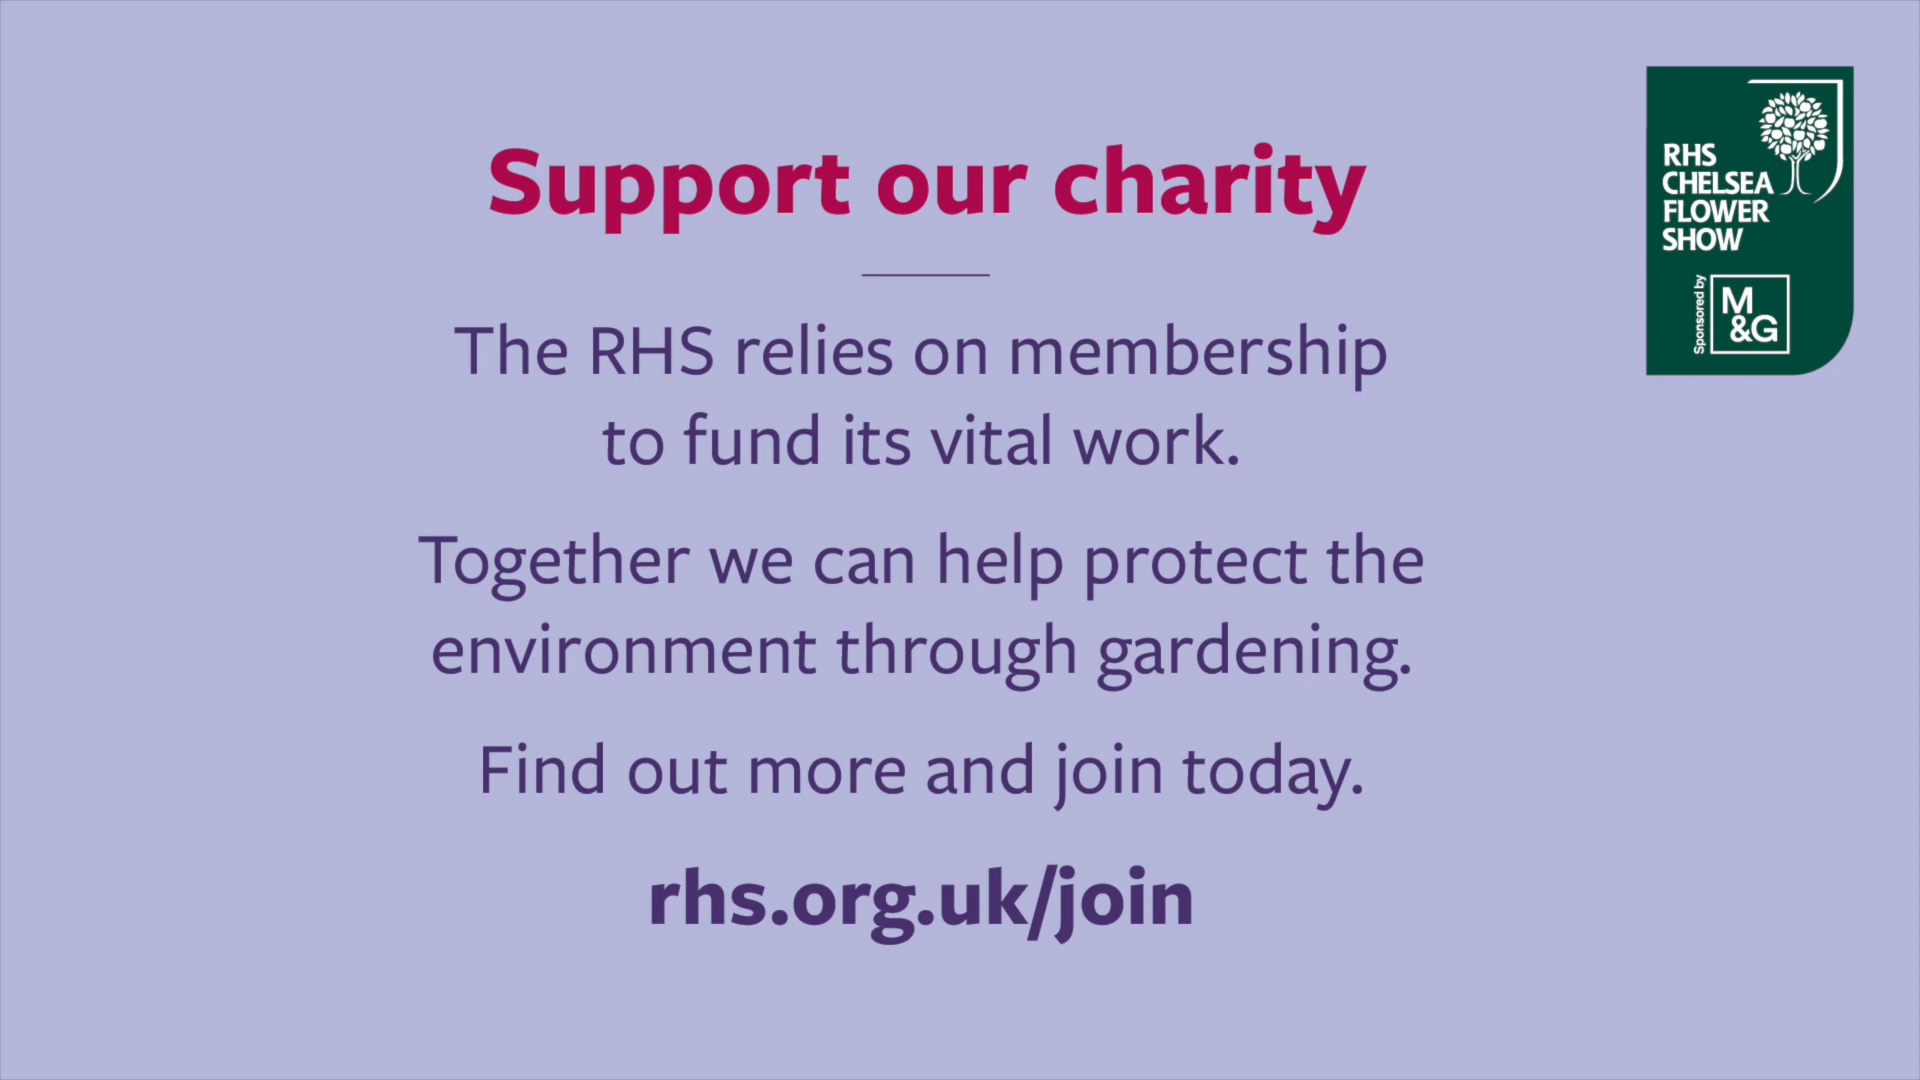 Support our charity
The RHS relies on membership
to fund its vital work.
Together we can help protect the
environment through gardening.
Find out more and join today.
rhs.org.uk/join
RHS
CHELSEA
FLOWER
SHOW
Sponsored by
M
&G